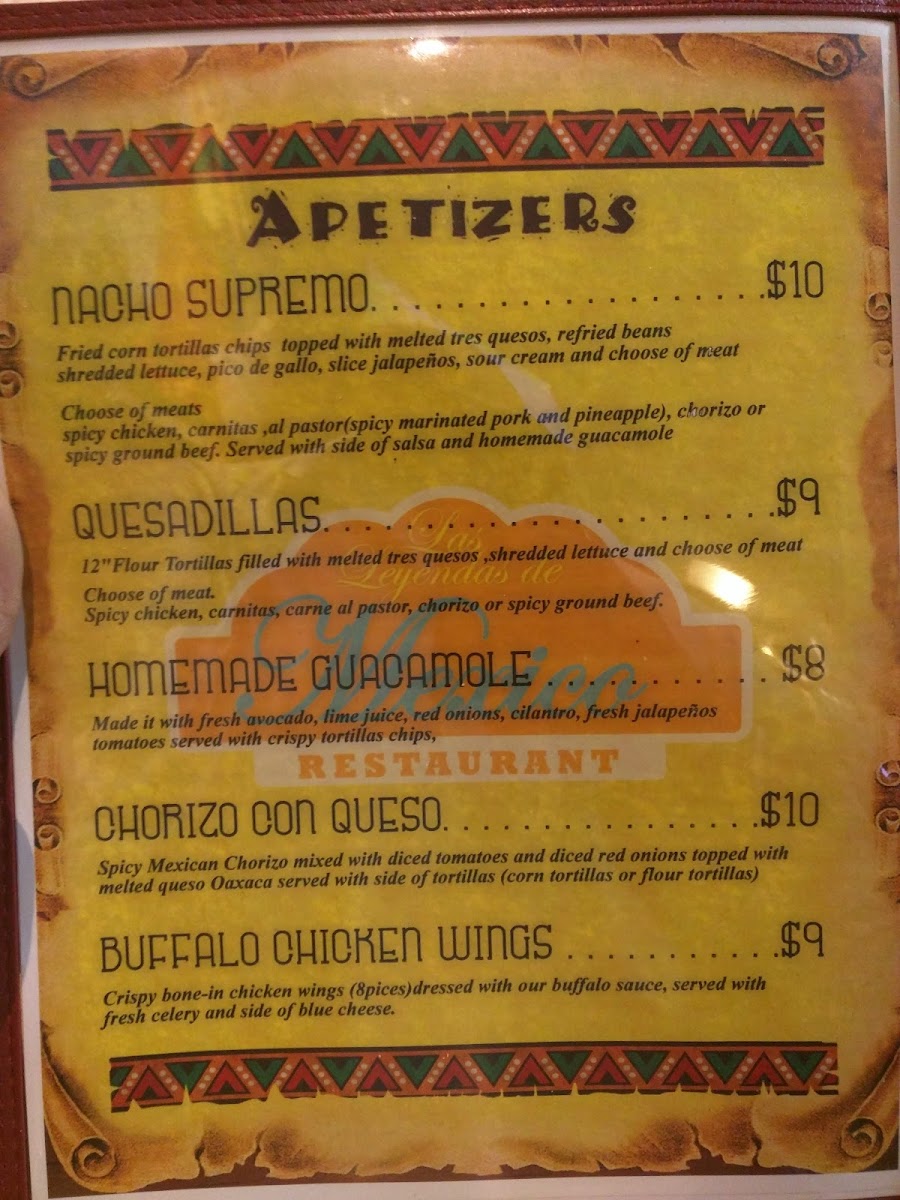 APETIZERS
NACHO SUPREMO. . . . . . . . . . . . . . . . . . . . .$10
Fried corn tortillas chips topped with melted tres quesos, refried beans
shredded lettuce, pico de gallo, slice jalapeños, sour cream and choose of meat
Choose of meats
spicy chicken, carnitas ,al pastor(spicy marinated pork and pineapple), chorizo or
spicy ground beef. Served with side of salsa and homemade guacamole
QUESADILLAS. . . . . . . . . . . . . . . . . . . . . . .$9
12"Flour Tortillas filled with melted tres quesos ,shredded lettuce and choose of meat
Choose of meat.
Spicy chicken, carnitas, carne al pastor, chorizo or spicy ground beef.
Las
Leyendas de
Mexico
RESTAURANT
HOMEMADE GUACAMOLE . . . . . . . . . . . . $8
Made it with fresh avocado, lime juice, red onions, cilantro, fresh jalapeños
tomatoes served with crispy tortillas chips,
CHORIZO CON QUESO. . . . . . . . . . . . . . . . .$10
Spicy Mexican Chorizo mixed with diced tomatoes and diced red onions topped with
melted queso Oaxaca served with side of tortillas (corn tortillas or flour tortillas)
BUFFALO CHICKEN WINGS . . . . . . . . . . . .$9
Crispy bone-in chicken wings (8pices)dressed with our buffalo sauce, served with
fresh celery and side of blue cheese.